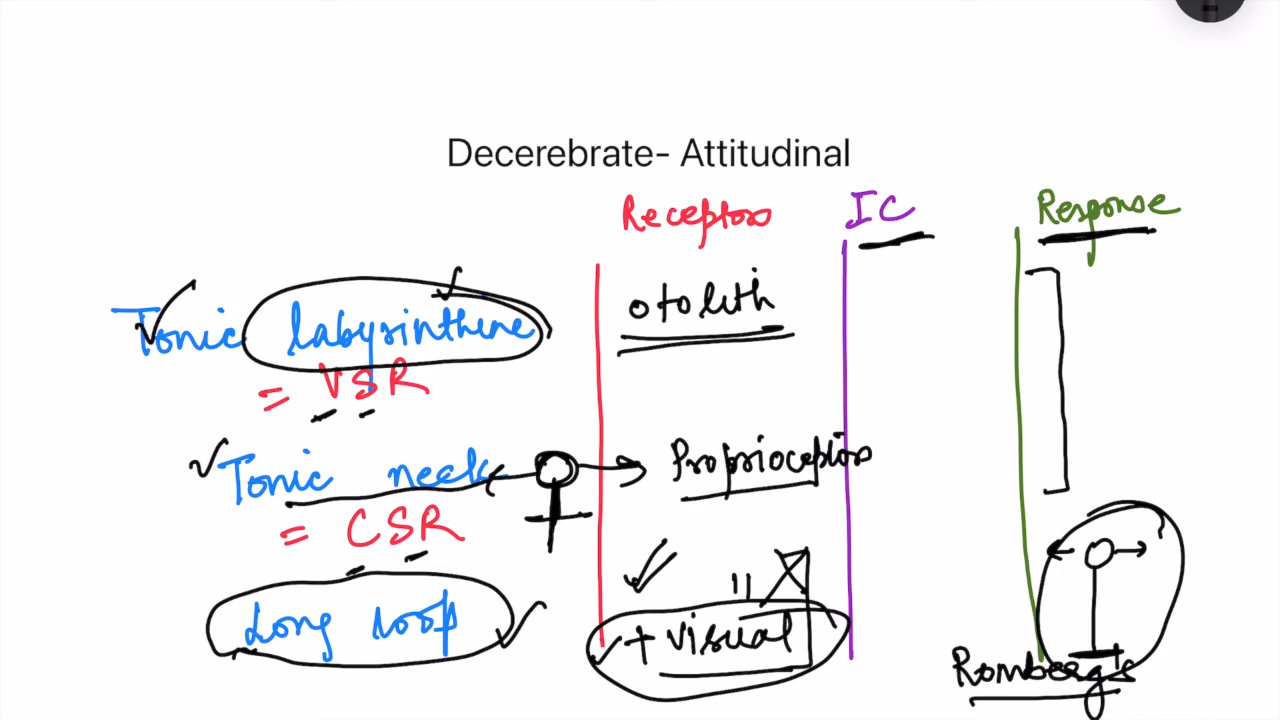 Decerebrate- Attitudinal
Receptors IC Response
Tonic labyrinthine otolith
= VSR
Tonic neck Proprioceptors
= CSR
Long loop + visual
Romberg's